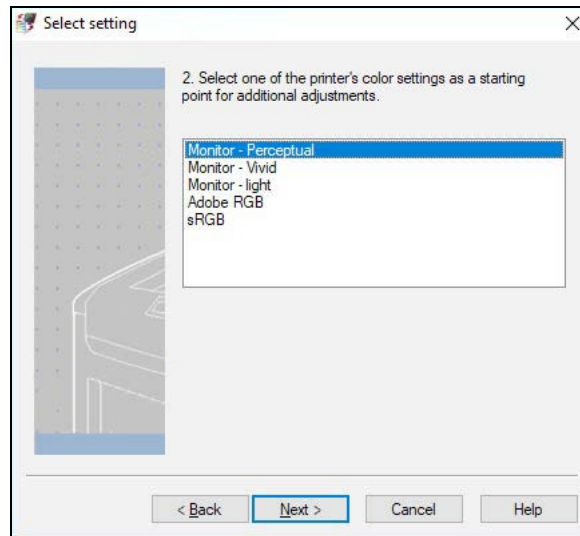 Select setting
2. Select one of the printer's color settings as a starting
point for additional adjustments.
Monitor - Perceptual
Monitor - Vivid
Monitor - light
Adobe RGB
sRGB
< Back Next > Cancel Help